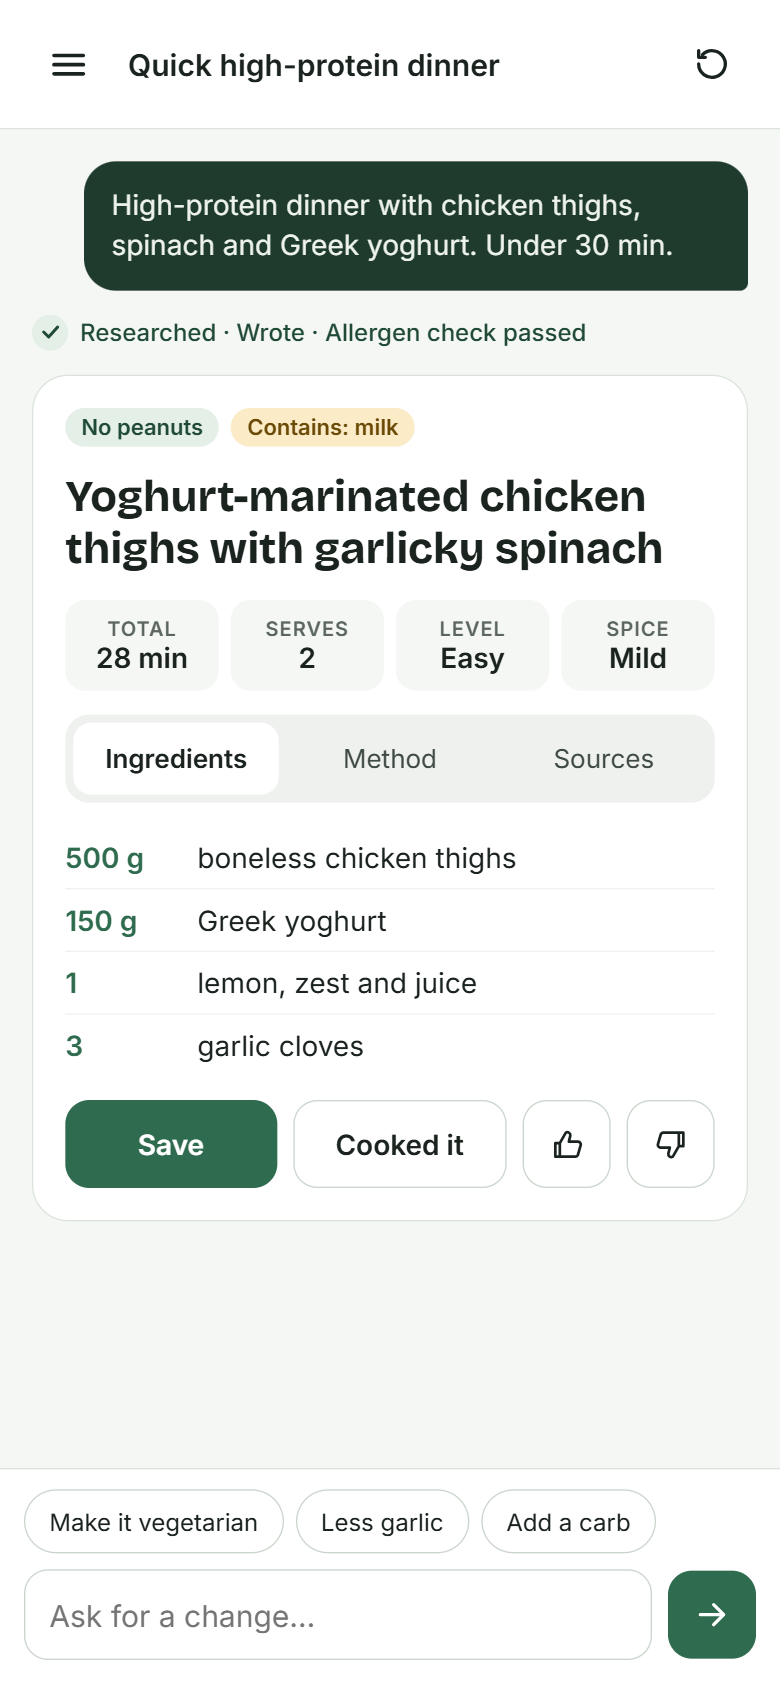 Quick high-protein dinner
High-protein dinner with chicken thighs,
spinach and Greek yoghurt. Under 30 min.
Researched · Wrote · Allergen check passed
No peanuts
Contains: milk
Yoghurt-marinated chicken
thighs with garlicky spinach
TOTAL
28 min
SERVES
2
LEVEL
Easy
SPICE
Mild
Ingredients
Method
Sources
500 g boneless chicken thighs
150 g Greek yoghurt
1 lemon, zest and juice
3 garlic cloves
Save
Cooked it
Make it vegetarian
Less garlic
Add a carb
Ask for a change...